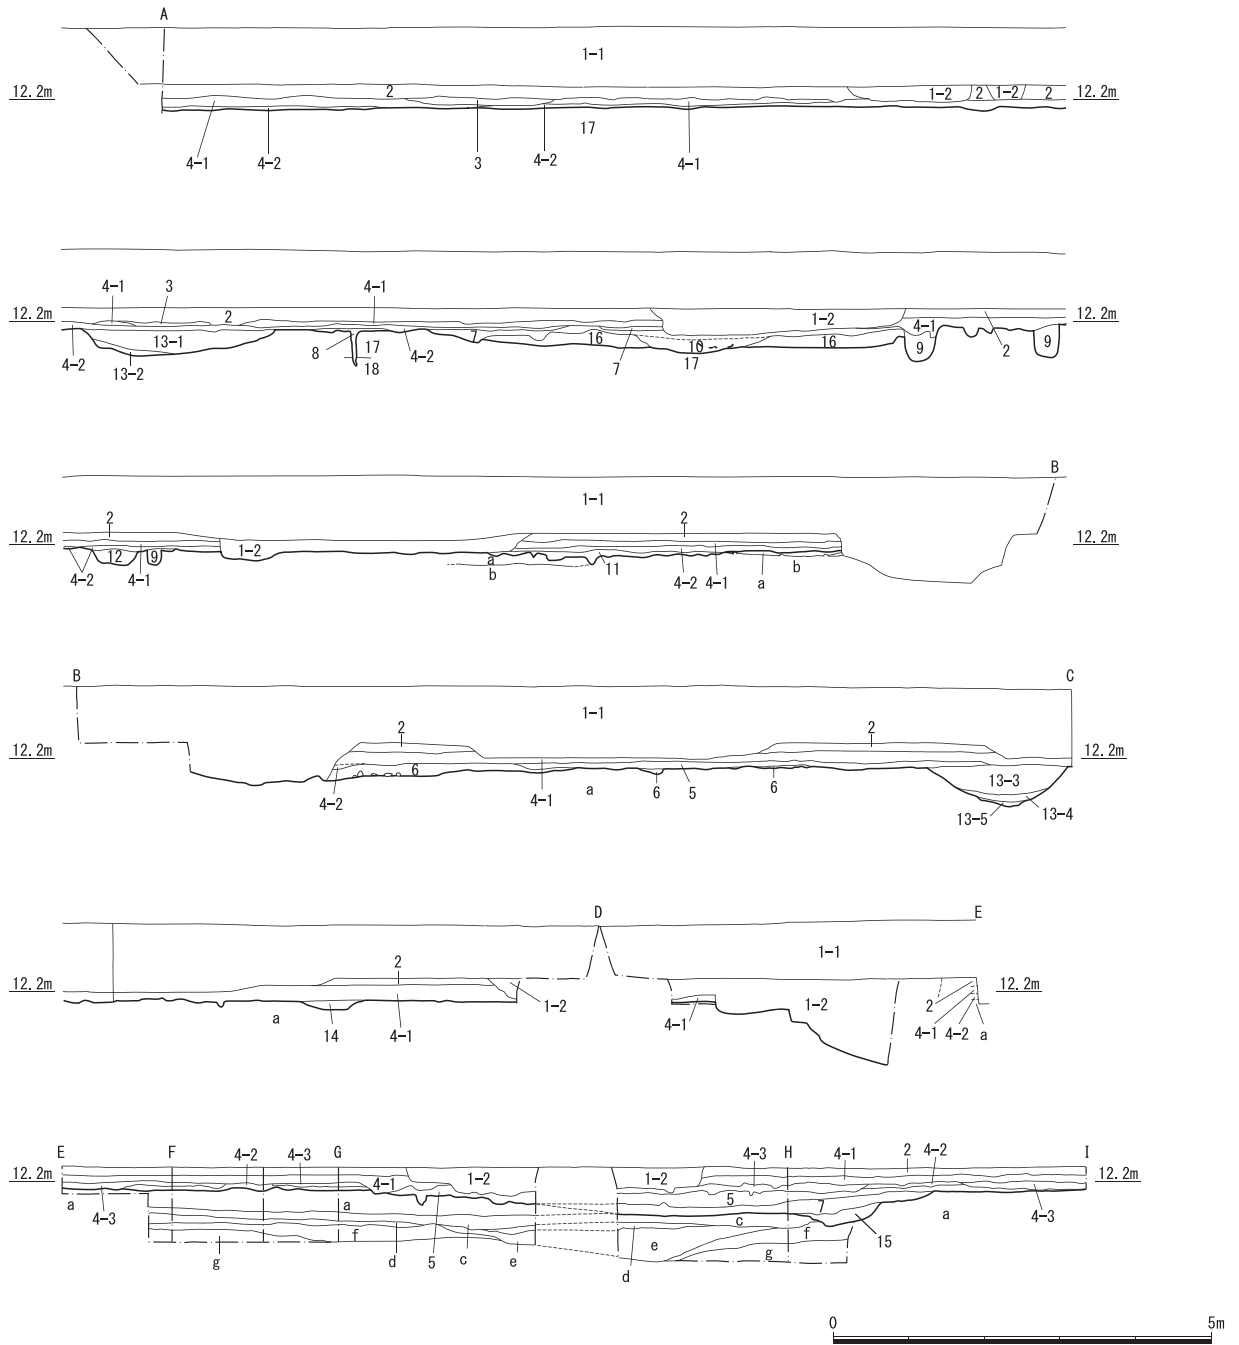 A
1-1
12.2m 2 1-2 2 1-2 2 12.2m
17
4-1 4-2 3 4-2 4-1
4-1 3 4-1
12.2m 2 1-2 12.2m
4-1
13-1 7 16 10 16 9 9
8 17 4-2 2
4-2 13-2 18 7 17
B
1-1
2 2
12.2m 12.2m
12 9 1-2 a
4-2 4-1 b 11 4-2 4-1 a b
B C
1-1
2 2
12.2m 12.2m
6 13-3
4-2 4-1 a 6 5 6
13-5 13-4
D E
1-1
2
12.2m 12.2m
1-2 1-2 2
a 14 4-1 4-1 4-1 4-2 a
E F 4-2 4-3 G 4-3 H 4-1 2 4-2 I
12.2m 4-1 1-2 1-2 12.2m
a a 5 7 a
4-3 c 4-3
f e f 15
g d 5 c e d g
0 5m